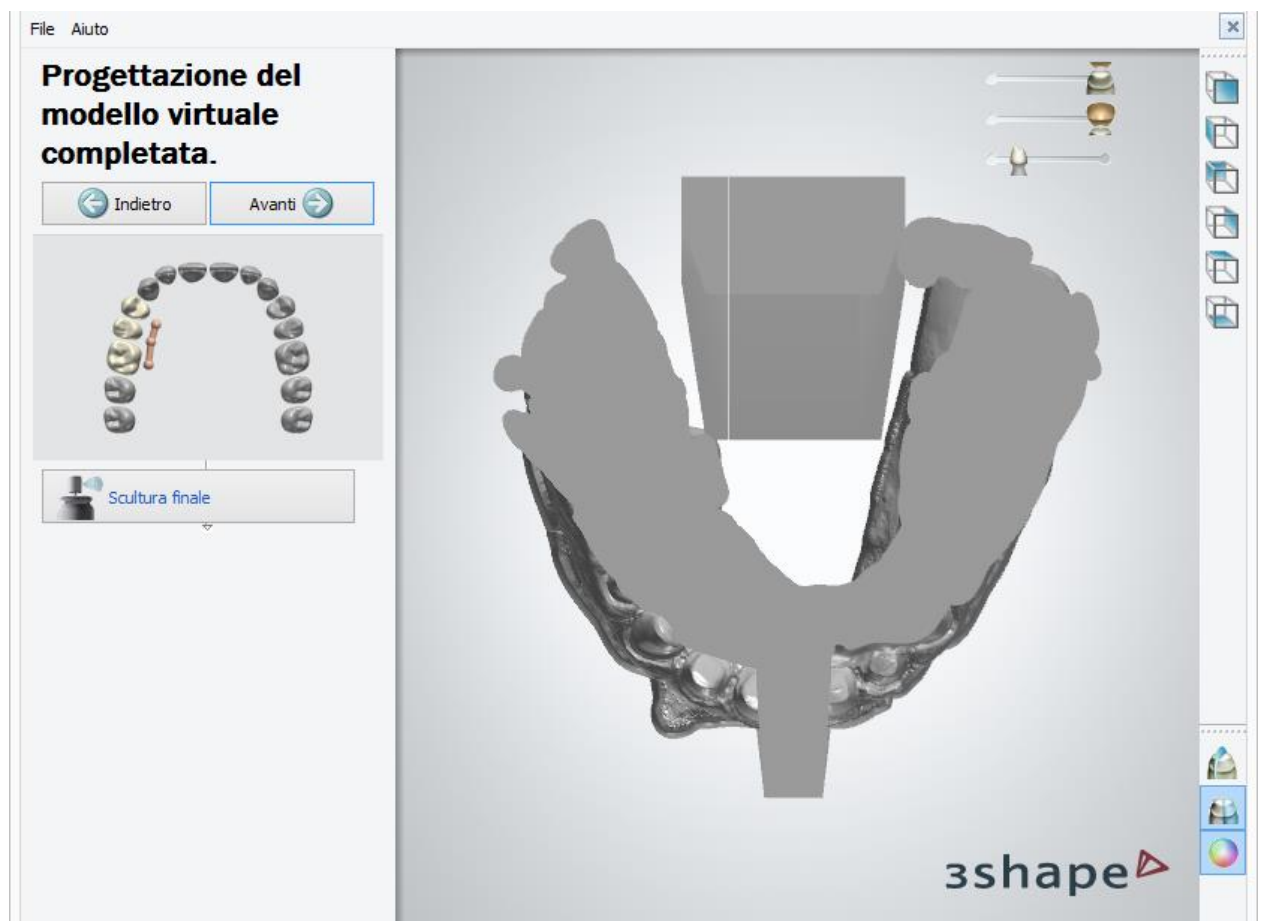 File Aiuto
Progettazione del
modello virtuale
completata.
Indietro Avanti
Scultura finale
3shape